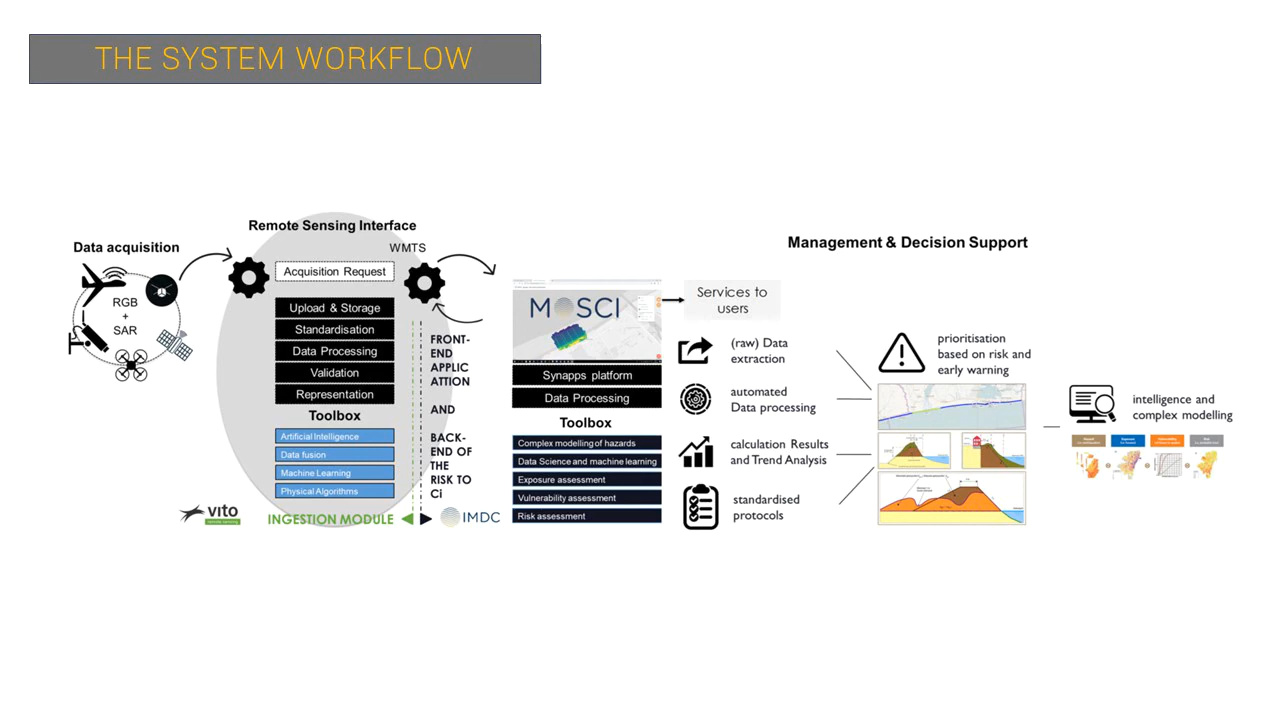 THE SYSTEM WORKFLOW
Data acquisition
RGB
+
SAR
Remote Sensing Interface
WMTS
Acquisition Request
Upload & Storage
Standardisation
Data Processing
Validation
Representation
Toolbox
Artificial Intelligence
Data fusion
Machine Learning
Physical Algorithms
vito
remote sensing
INGESTION MODULE
FRONT-
END
APPLIC
ATTION
AND
BACK-
END OF
THE
RISK TO
Ci
IMDC
MOSCI
Synapps platform
Data Processing
Toolbox
Complex modelling of hazards
Data Science and machine learning
Exposure assessment
Vulnerability assessment
Risk assessment
Management & Decision Support
Services to
users
(raw) Data
extraction
automated
Data processing
calculation Results
and Trend Analysis
standardised
protocols
prioritisation
based on risk and
early warning
intelligence and
complex modelling